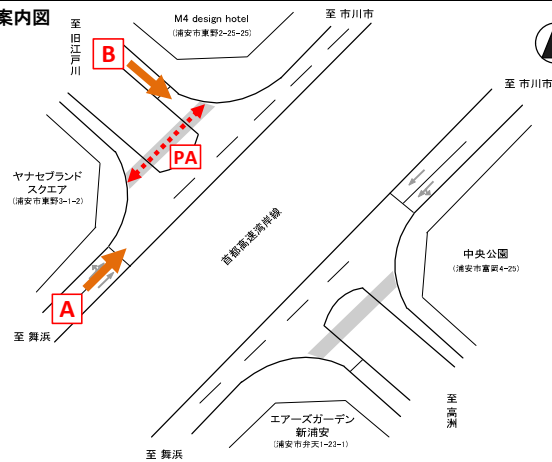 案内図
M4 design hotel
(浦安市東野2-25-25)
至 市川市
至 旧江戸川
B
至 市川市
PA
ヤナセブランド
スクエア
(浦安市東野3-1-2)
首都高速湾岸線
中央公園
(浦安市富岡4-25)
A
至 舞浜
至 高洲
エアーズガーデン
新浦安
(浦安市弁天1-23-1)
至 舞浜